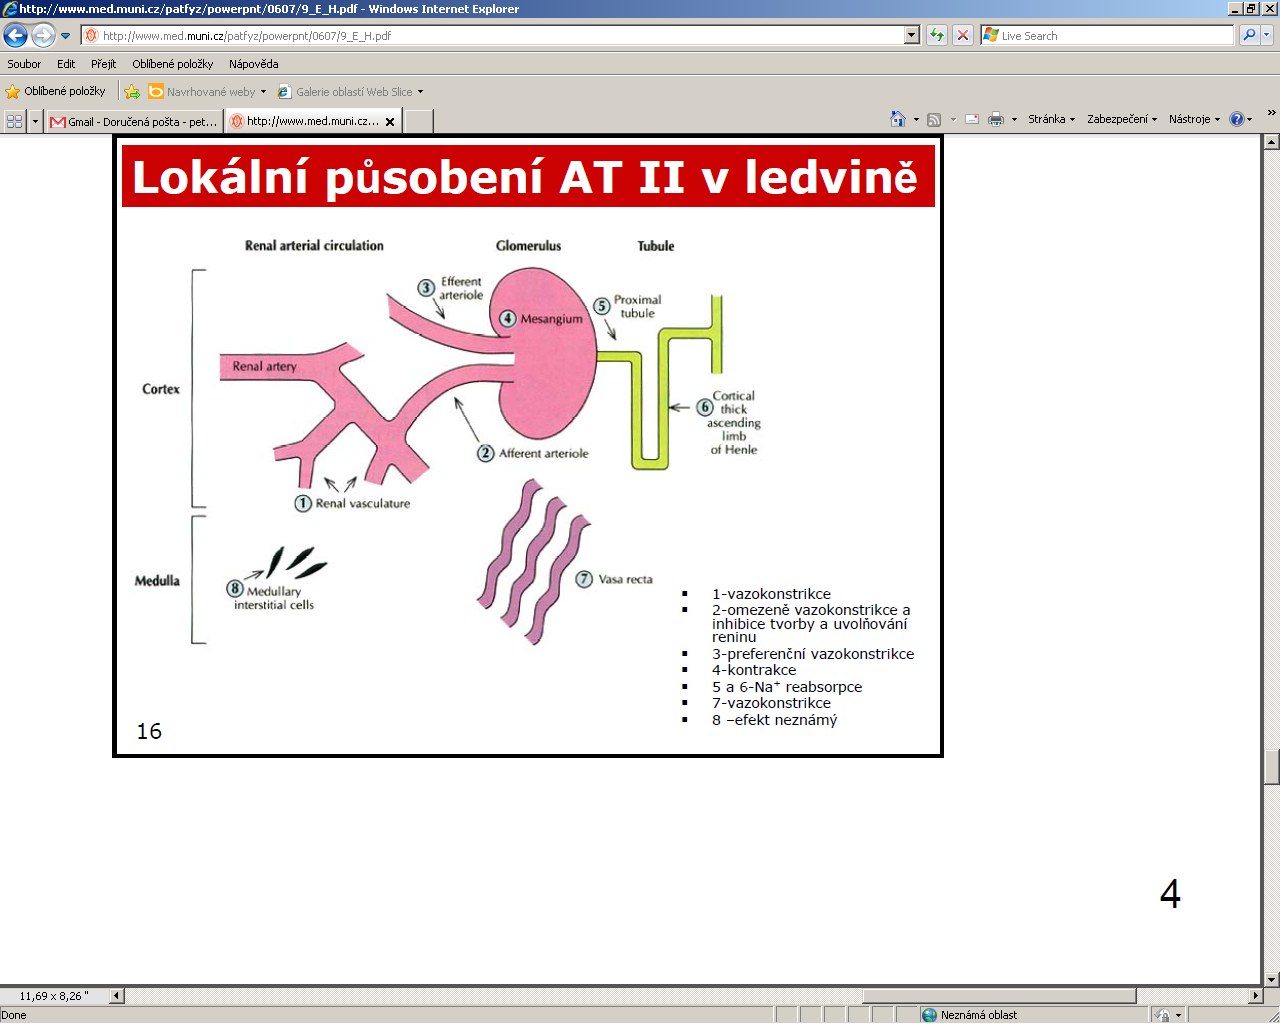 http://www.med.muni.cz/patfyz/powerpnt/0607/9_E_H.pdf - Windows Internet Explorer
http://www.med.muni.cz/patfyz/powerpnt/0607/9_E_H.pdf
Live Search
Soubor Edit Přejít Oblíbené položky Nápověda
Oblíbené položky Navrhované weby Galerie oblastí Web Slice
Gmail - Doručená pošta - pet... http://www.med.muni.cz... Stránka Zabezpečení Nástroje
Lokální působení AT II v ledvině
Renal arterial circulation Glomerulus Tubule
3 Efferent
arteriole
5 Proximal
tubule
4 Mesangium
Renal artery
Cortex
6 Cortical
thick
ascending
limb
of Henle
2 Afferent arteriole
1 Renal vasculature
Medulla
8 Medullary
interstitial cells
7 Vasa recta
▪ 1-vazokonstrikce
▪ 2-omezeně vazokonstrikce a
inhibice tvorby a uvolňování
reninu
▪ 3-preferenční vazokonstrikce
▪ 4-kontrakce
▪ 5 a 6-Na⁺ reabsorpce
▪ 7-vazokonstrikce
▪ 8 –efekt neznámý
16
4
11,69 x 8,26 "
Done Neznámá oblast